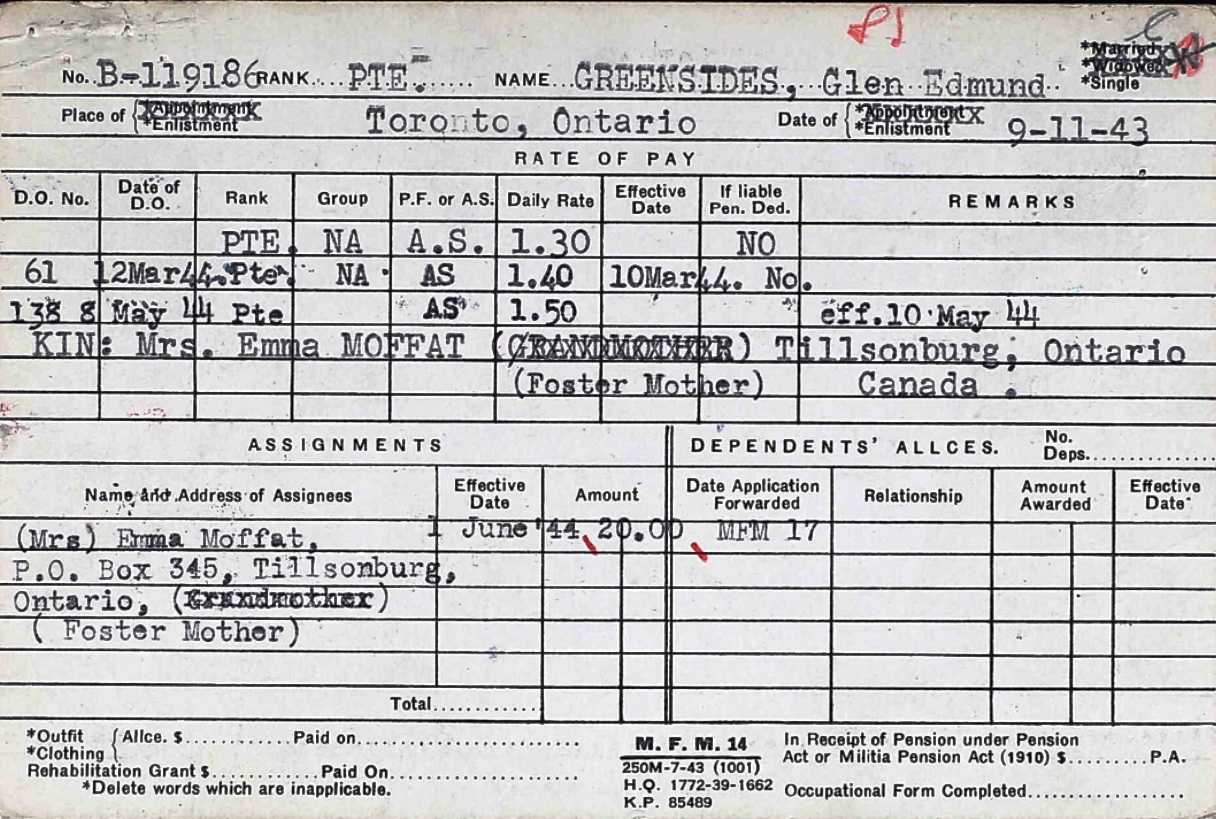 *Married
*Widower
No. B-119186 RANK PTE. NAME GREENSIDES, Glen Edmund *Single
Place of { *Appointment *Enlistment Toronto, Ontario Date of { *Appointment *Enlistment 9-11-43
RATE OF PAY
D.O. No. Date of D.O. Rank Group P.F. or A.S. Daily Rate Effective Date If liable Pen. Ded. REMARKS
PTE. NA A.S. 1.30 NO
61 12Mar44. Pte. NA AS 1.40 10Mar44. No.
138 8 May 44 Pte AS 1.50 eff.10 May 44
KIN: Mrs. Emma MOFFAT (GRANDMOTHER) Tillsonburg, Ontario
(Foster Mother) Canada .
ASSIGNMENTS DEPENDENTS' ALLCES. No. Deps.
Name and Address of Assignees Effective Date Amount Date Application Forwarded Relationship Amount Awarded Effective Date
(Mrs) Emma Moffat, 1 June '44 20.00 MFM 17
P.O. Box 345, Tillsonburg,
Ontario, (Grandmother)
( Foster Mother)
Total
*Outfit *Clothing { Allce. $ Paid on
Rehabilitation Grant $ Paid On
*Delete words which are inapplicable.
M. F. M. 14
250M-7-43 (1001)
H.Q. 1772-39-1662
K.P. 85489
In Receipt of Pension under Pension
Act or Militia Pension Act (1910) $ P.A.
Occupational Form Completed